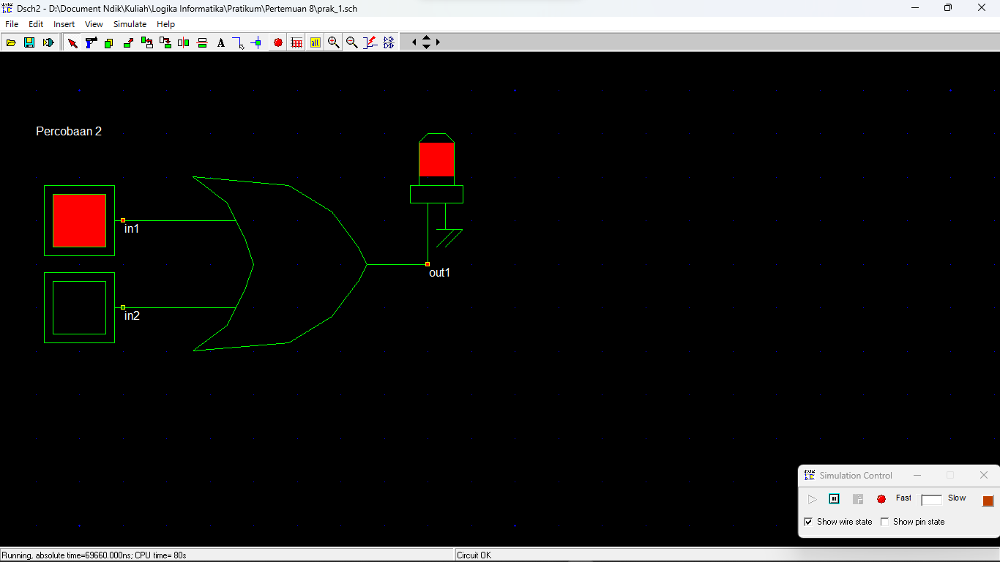 Dsch2 - D:\Document Ndik\Kuliah\Logika Informatika\Pratikum\Pertemuan 8\prak_1.sch
File Edit Insert View Simulate Help
A
all
Percobaan 2
in1
in2
out1
Simulation Control
Fast Slow
Show wire state Show pin state
Running, absolute time=69660.000ns; CPU time= 80s
Circuit OK